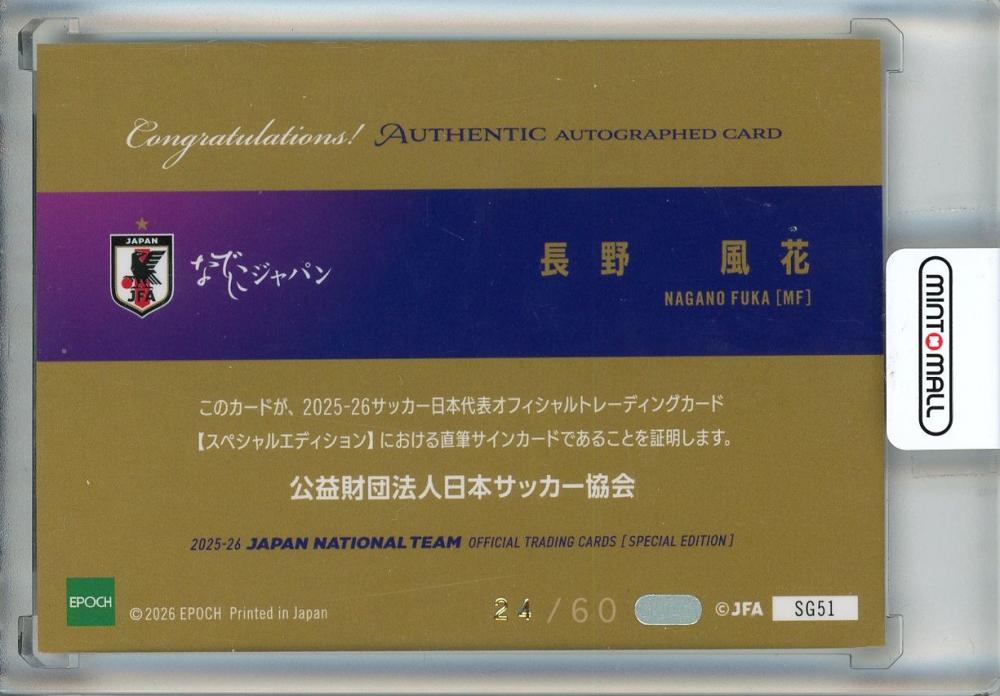 Congratulations! AUTHENTIC AUTOGRAPHED CARD
JAPAN
JFA
なでしこジャパン
長野 風花
NAGANO FUKA [MF]
MINT MALL
このカードが、2025-26サッカー日本代表オフィシャルトレーディングカード
【スペシャルエディション】における直筆サインカードであることを証明します。
公益財団法人日本サッカー協会
2025-26 JAPAN NATIONAL TEAM OFFICIAL TRADING CARDS [SPECIAL EDITION]
EPOCH
©2026 EPOCH Printed in Japan
24/60
©JFA
SG51